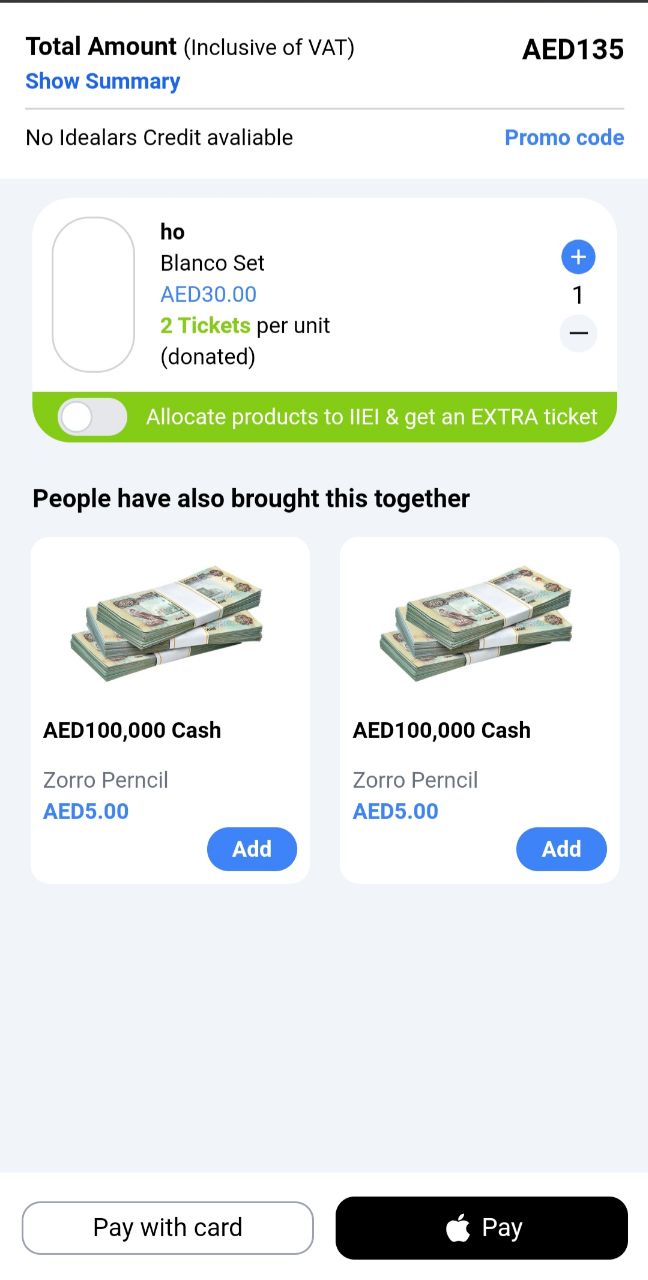 Total Amount (Inclusive of VAT) AED135
Show Summary
No Idealars Credit avaliable Promo code
ho
Blanco Set
AED30.00
2 Tickets per unit
(donated)
+
1
−
Allocate products to IIEI & get an EXTRA ticket
People have also brought this together
AED100,000 Cash
Zorro Perncil
AED5.00
Add
AED100,000 Cash
Zorro Perncil
AED5.00
Add
Pay with card
Pay